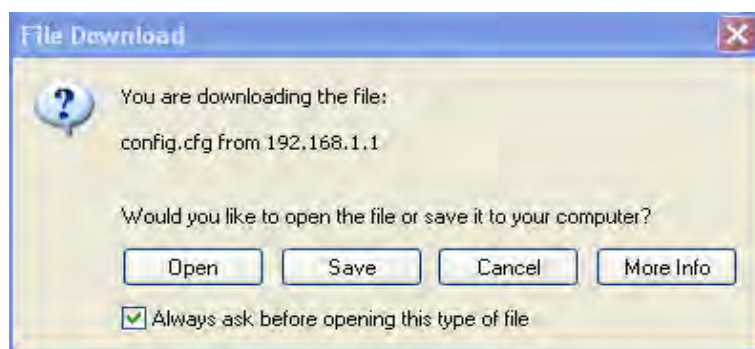 File Download
You are downloading the file:
config.cfg from 192.168.1.1
Would you like to open the file or save it to your computer?
Open Save Cancel More Info
Always ask before opening this type of file